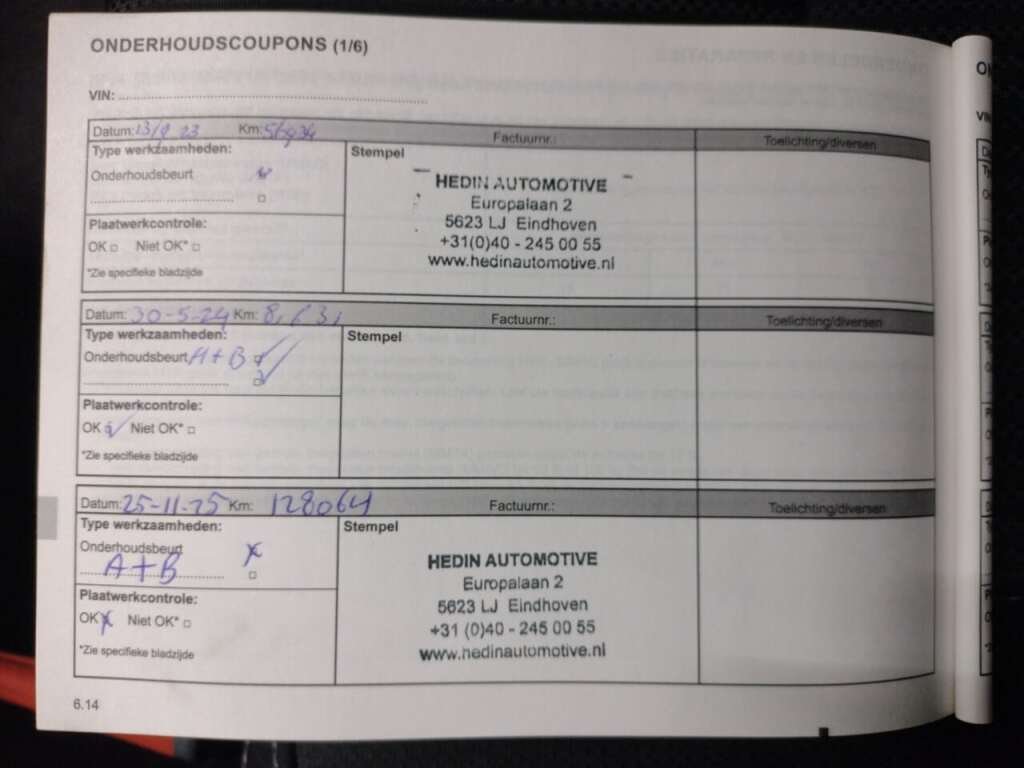 ONDERHOUDSCOUPONS (1/6)
VIN:
Datum: Km: Factuurnr.: Toelichting/diversen
Type werkzaamheden: Stempel
Onderhoudsbeurt
HEDIN AUTOMOTIVE
Europalaan 2
5623 LJ Eindhoven
+31(0)40 - 245 00 55
www.hedinautomotive.nl
Plaatwerkcontrole:
OK Niet OK*
*Zie specifieke bladzijde
Datum: 30-5-24 Km: Factuurnr.: Toelichting/diversen
Type werkzaamheden: Stempel
Onderhoudsbeurt A+B
Plaatwerkcontrole:
OK Niet OK*
*Zie specifieke bladzijde
Datum: 25-11-25 Km: 128064 Factuurnr.: Toelichting/diversen
Type werkzaamheden: Stempel
Onderhoudsbeurt
A+B
HEDIN AUTOMOTIVE
Europalaan 2
5623 LJ Eindhoven
+31 (0)40 - 245 00 55
www.hedinautomotive.nl
Plaatwerkcontrole:
OK Niet OK*
*Zie specifieke bladzijde
6.14